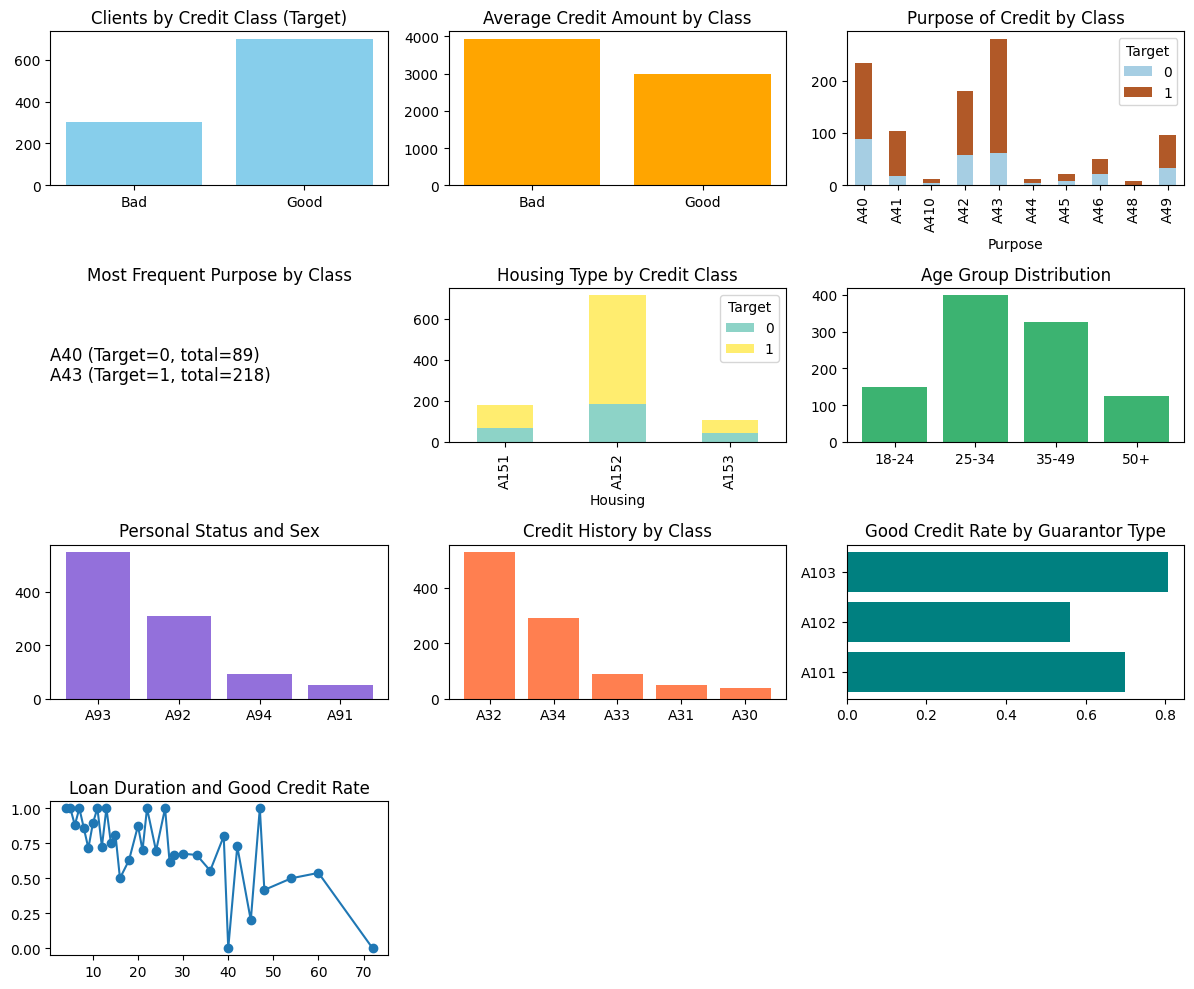 Clients by Credit Class (Target)
600
400
200
0
Bad
Good
Average Credit Amount by Class
4000
3000
2000
1000
0
Bad
Good
Purpose of Credit by Class
200
100
0
Target
0
1
A40
A41
A410
A42
A43
A44
A45
A46
A48
A49
Purpose
Most Frequent Purpose by Class
A40 (Target=0, total=89)
A43 (Target=1, total=218)
Housing Type by Credit Class
600
400
200
0
Target
0
1
A151
A152
A153
Housing
Age Group Distribution
400
300
200
100
0
18-24
25-34
35-49
50+
Personal Status and Sex
400
200
0
A93
A92
A94
A91
Credit History by Class
400
200
0
A32
A34
A33
A31
A30
Good Credit Rate by Guarantor Type
A103
A102
A101
0.0
0.2
0.4
0.6
0.8
Loan Duration and Good Credit Rate
1.00
0.75
0.50
0.25
0.00
10
20
30
40
50
60
70